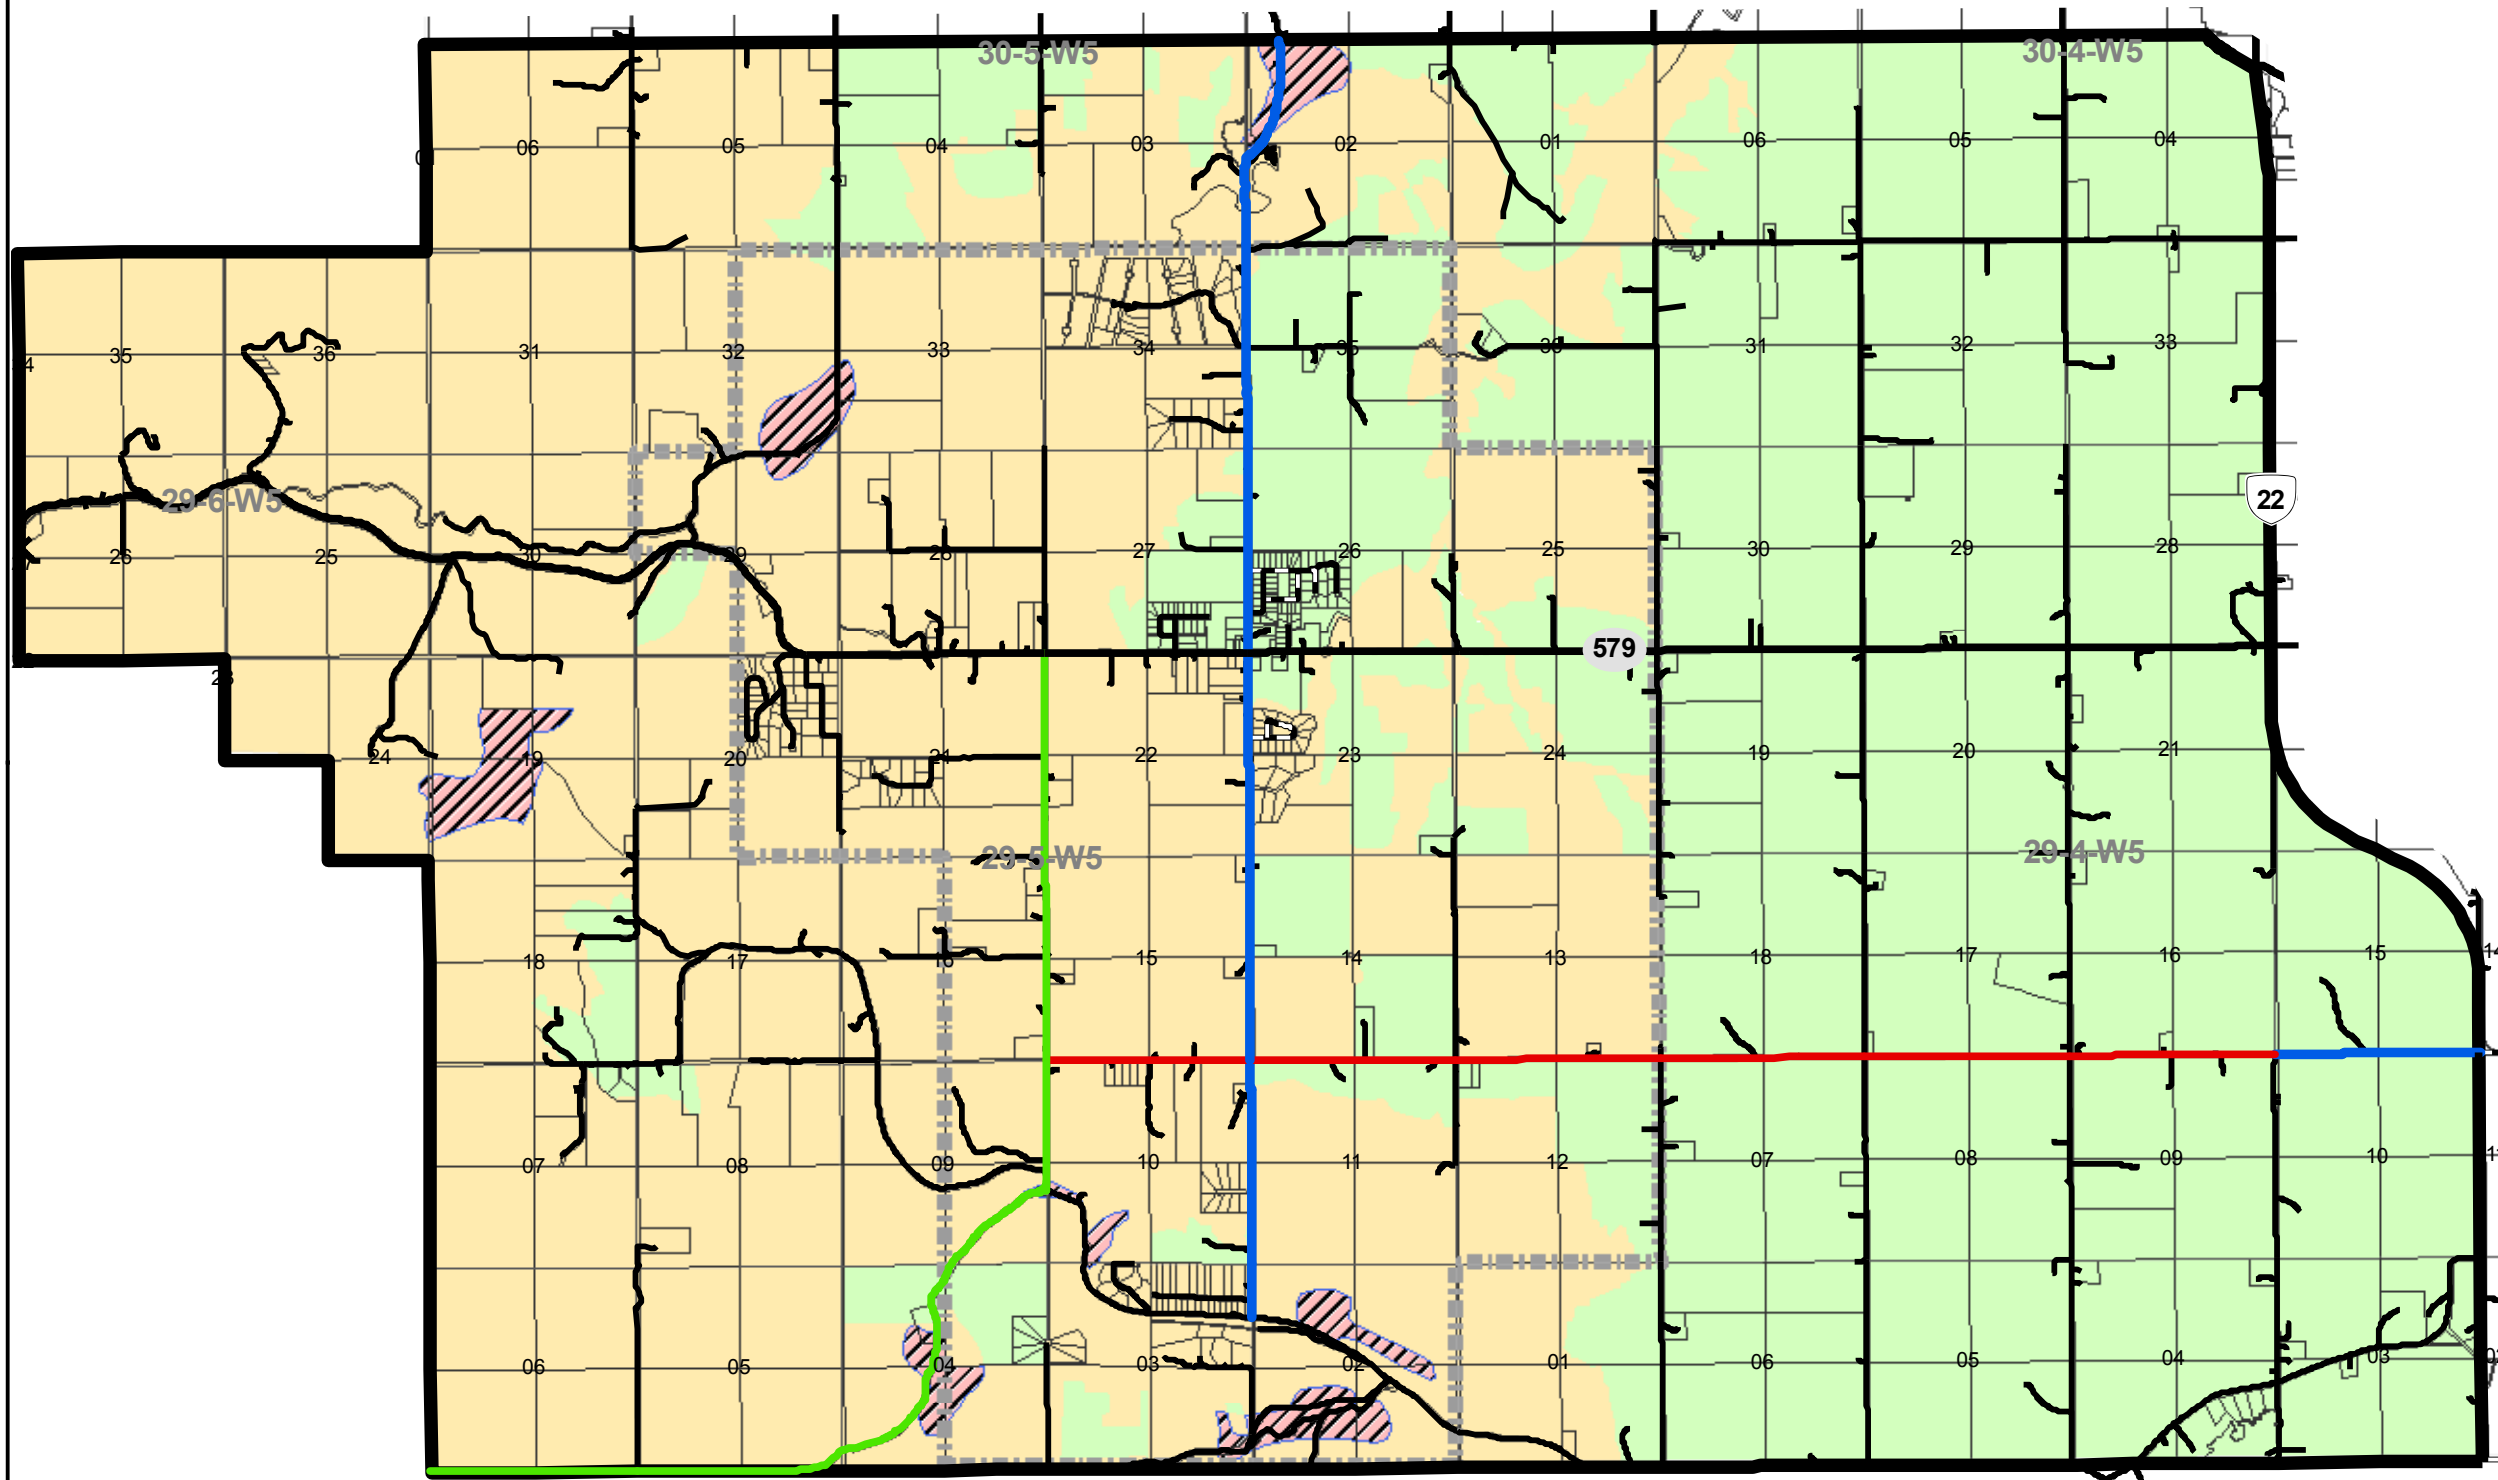 30-5-W5 30-4-W5
06 05 04 03 02 01 06 05 04
35 36 31 32 33 34 35 36 31 32 33
29-6-W5 22
26 25 30 29 28 27 26 25 30 29 28
579
24 19 20 21 22 23 24 19 20 21
29-5-W5 29-4-W5
18 17 16 15 14 13 18 17 16 15
07 08 09 10 11 12 07 08 09 10
06 05 04 03 02 01 06 05 04 03